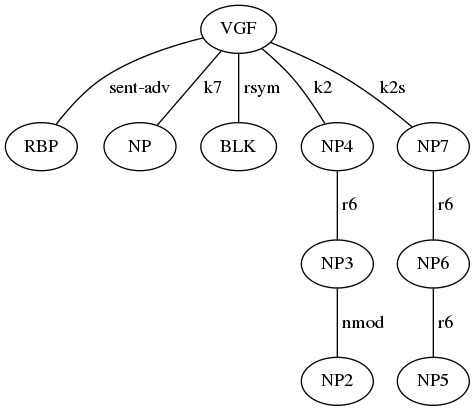 VGF
sent-adv k7 rsym k2 k2s
RBP NP BLK NP4 NP7
r6 r6
NP3 NP6
nmod r6
NP2 NP5